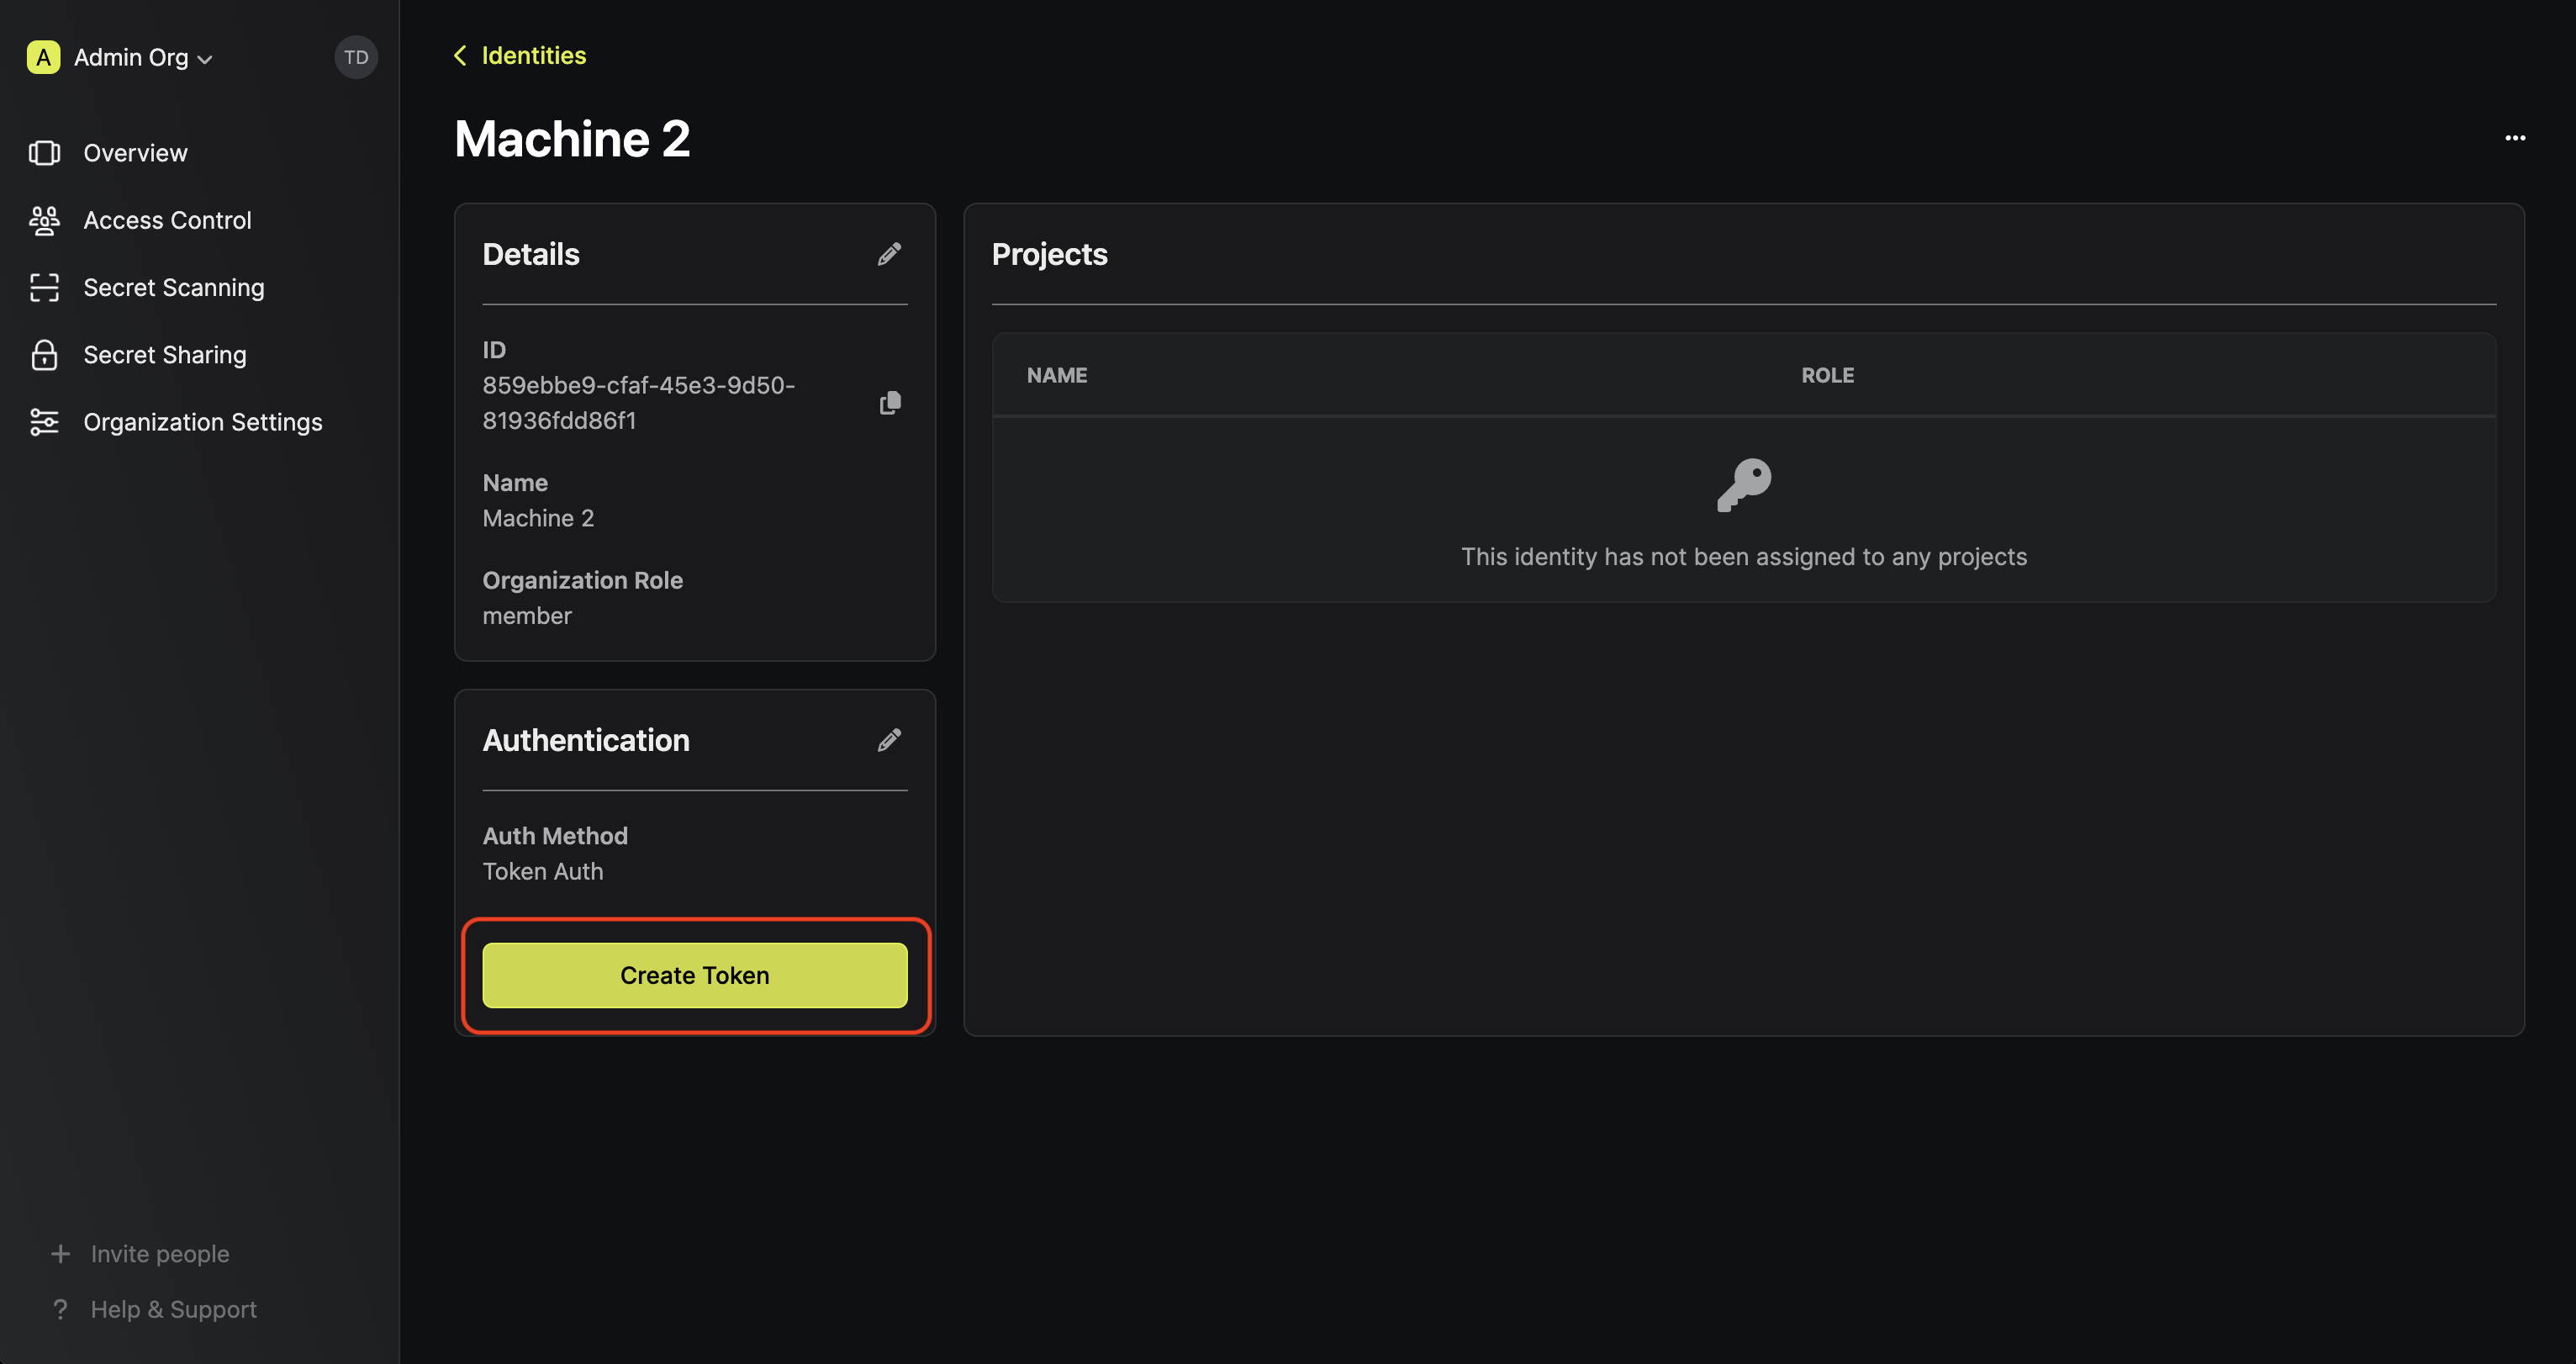 A Admin Org
TD
Overview
Access Control
Secret Scanning
Secret Sharing
Organization Settings
+ Invite people
? Help & Support
Identities
Machine 2
...
Details
ID
859ebbe9-cfaf-45e3-9d50-
81936fdd86f1
Name
Machine 2
Organization Role
member
Authentication
Auth Method
Token Auth
Create Token
Projects
NAME ROLE
This identity has not been assigned to any projects